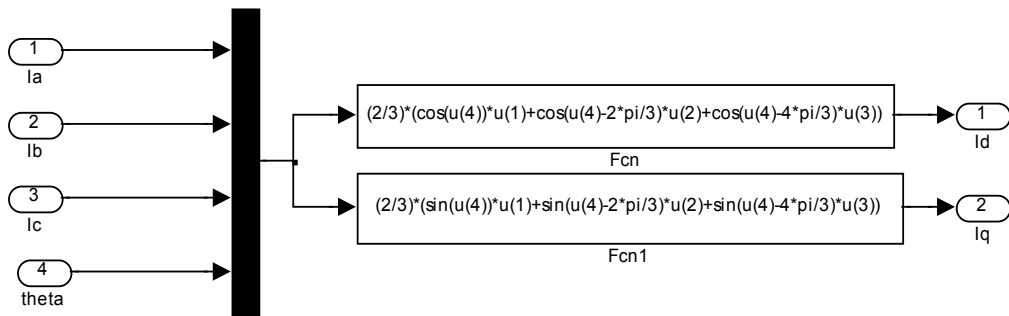 1
Ia
2
Ib
3
Ic
4
theta
(2/3)*(cos(u(4))*u(1)+cos(u(4)-2*pi/3)*u(2)+cos(u(4)-4*pi/3)*u(3))
Fcn
(2/3)*(sin(u(4))*u(1)+sin(u(4)-2*pi/3)*u(2)+sin(u(4)-4*pi/3)*u(3))
Fcn1
1
Id
2
Iq